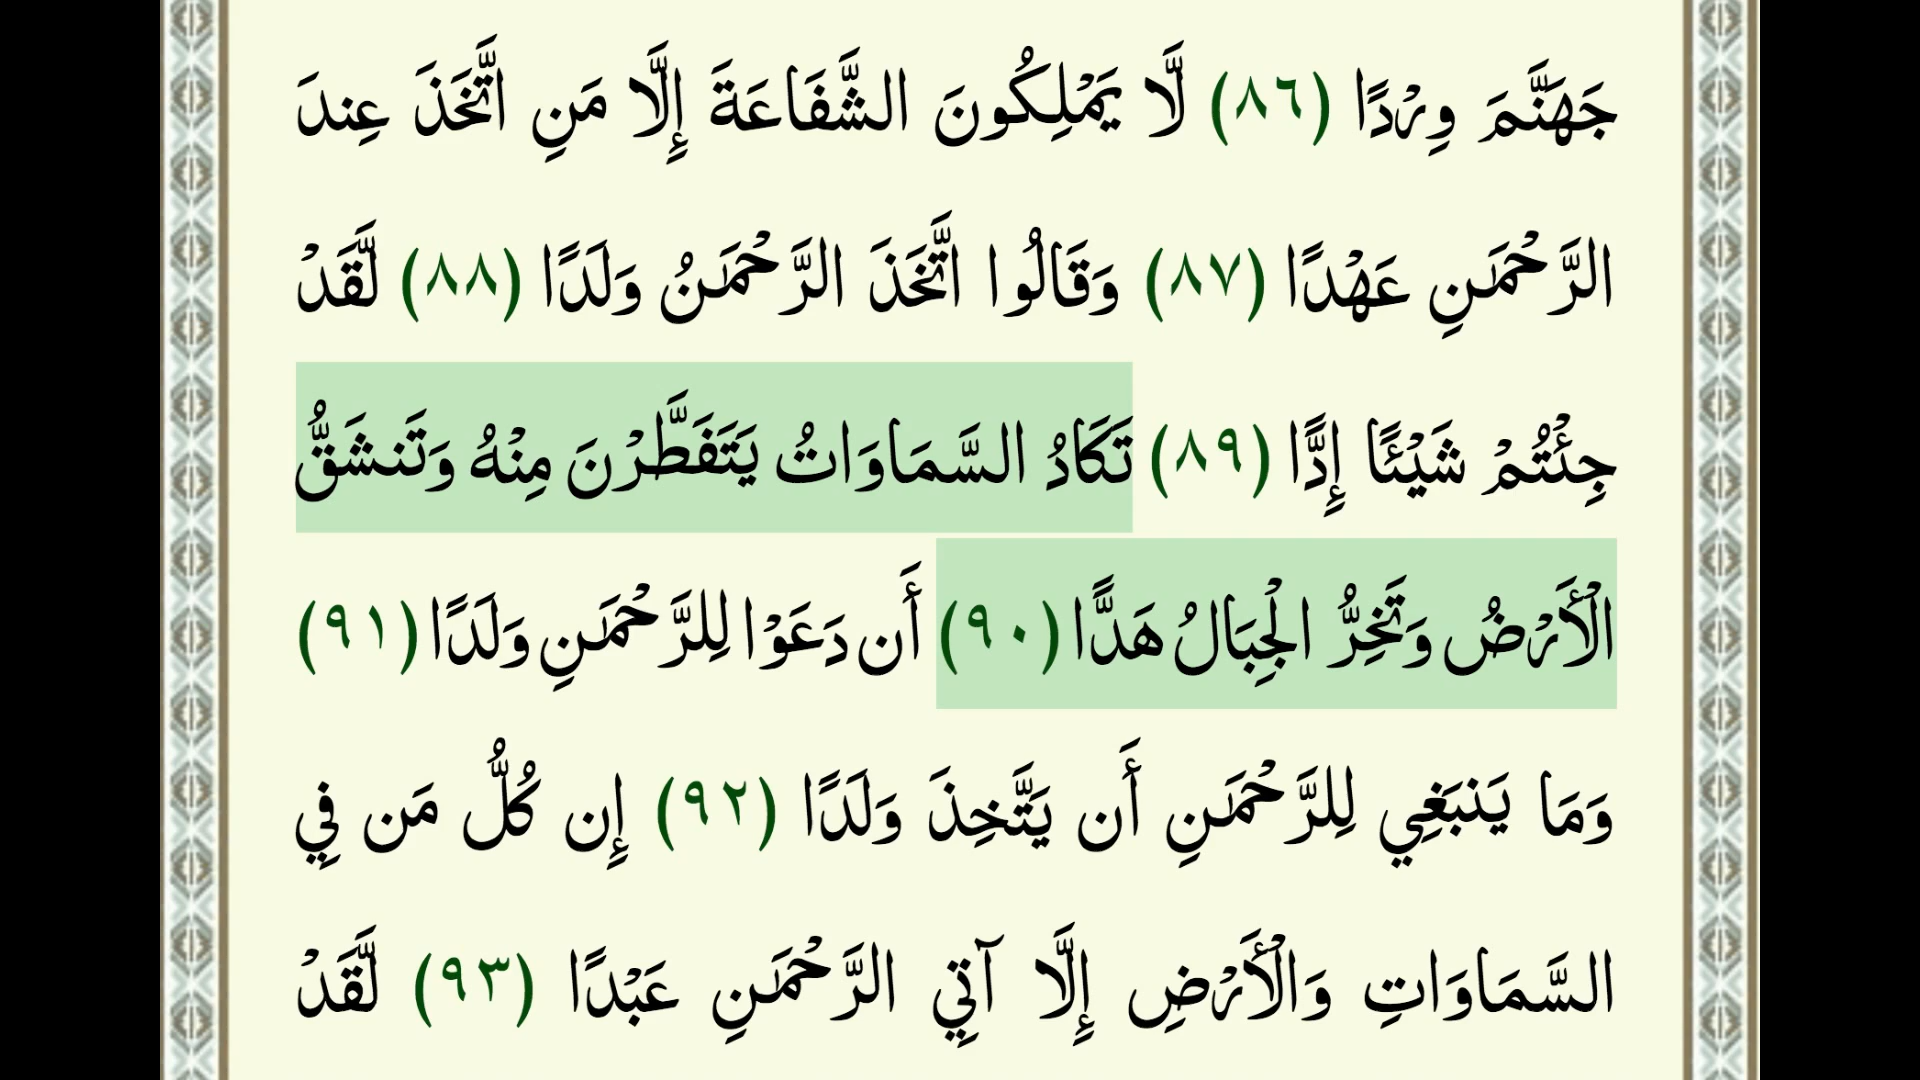 جَهَنَّمَ وِرْدًا (٨٦) لَّا يَمْلِكُونَ الشَّفَاعَةَ إِلَّا مَنِ اتَّخَذَ عِندَ
الرَّحْمَٰنِ عَهْدًا (٨٧) وَقَالُوا اتَّخَذَ الرَّحْمَٰنُ وَلَدًا (٨٨) لَّقَدْ
جِئْتُمْ شَيْئًا إِدًّا (٨٩) تَكَادُ السَّمَاوَاتُ يَتَفَطَّرْنَ مِنْهُ وَتَنشَقُّ
الْأَرْضُ وَتَخِرُّ الْجِبَالُ هَدًّا (٩٠) أَن دَعَوْا لِلرَّحْمَٰنِ وَلَدًا (٩١)
وَمَا يَنبَغِي لِلرَّحْمَٰنِ أَن يَتَّخِذَ وَلَدًا (٩٢) إِن كُلُّ مَن فِي
السَّمَاوَاتِ وَالْأَرْضِ إِلَّا آتِي الرَّحْمَٰنِ عَبْدًا (٩٣) لَّقَدْ